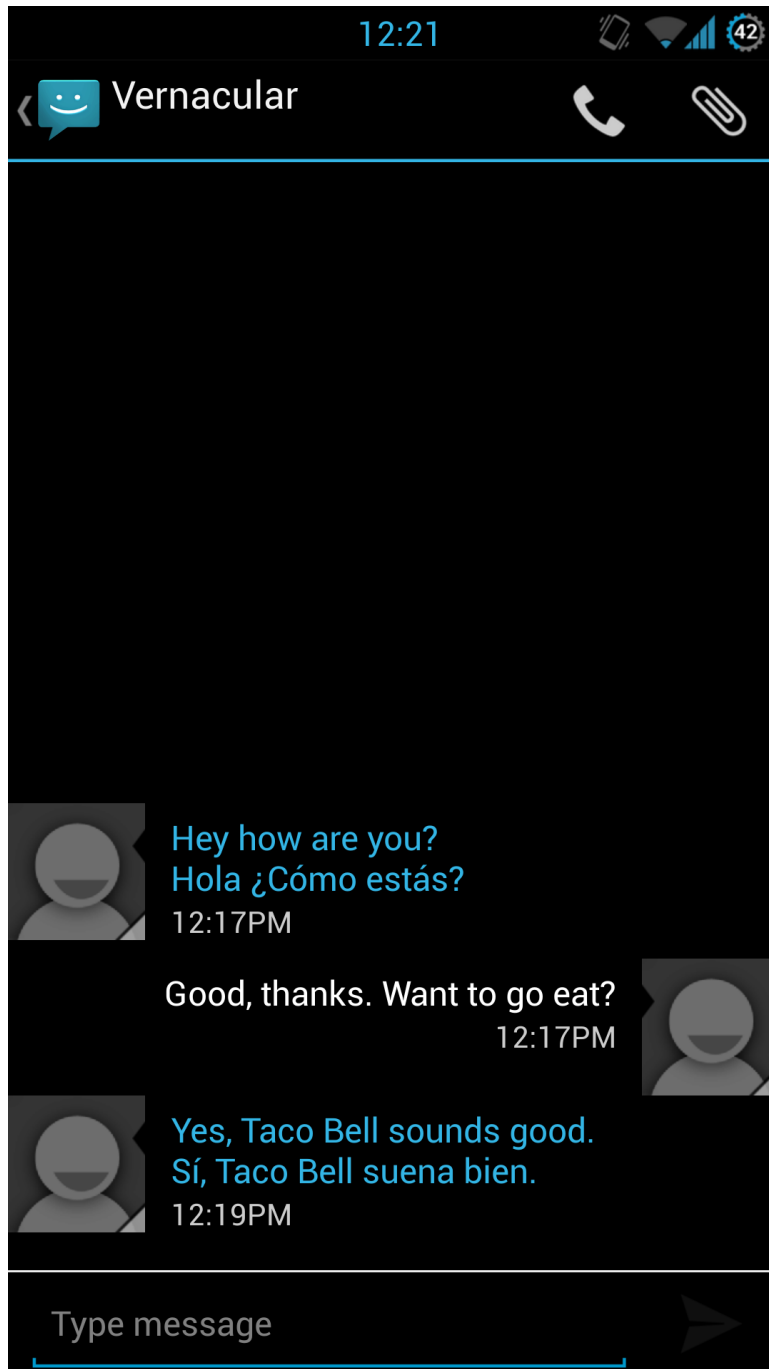 12:21
42
Vernacular
Hey how are you?
Hola ¿Cómo estás?
12:17PM
Good, thanks. Want to go eat?
12:17PM
Yes, Taco Bell sounds good.
Sí, Taco Bell suena bien.
12:19PM
Type message